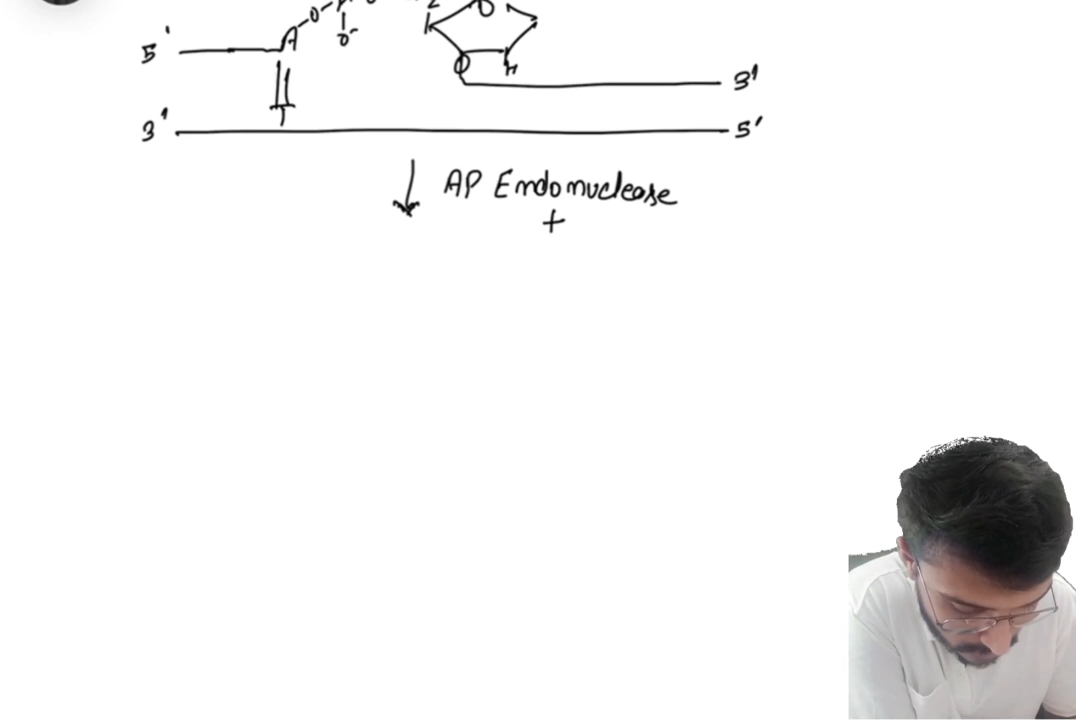 5' A-O-P O
O-
O
H
3'
T
3' 5'
↓ AP Endonuclease
+